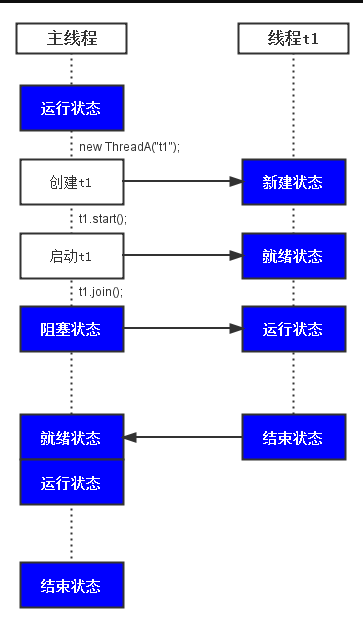 主线程
线程t1
运行状态
new ThreadA("t1");
创建t1
新建状态
t1.start();
启动t1
就绪状态
t1.join();
阻塞状态
运行状态
就绪状态
结束状态
运行状态
结束状态